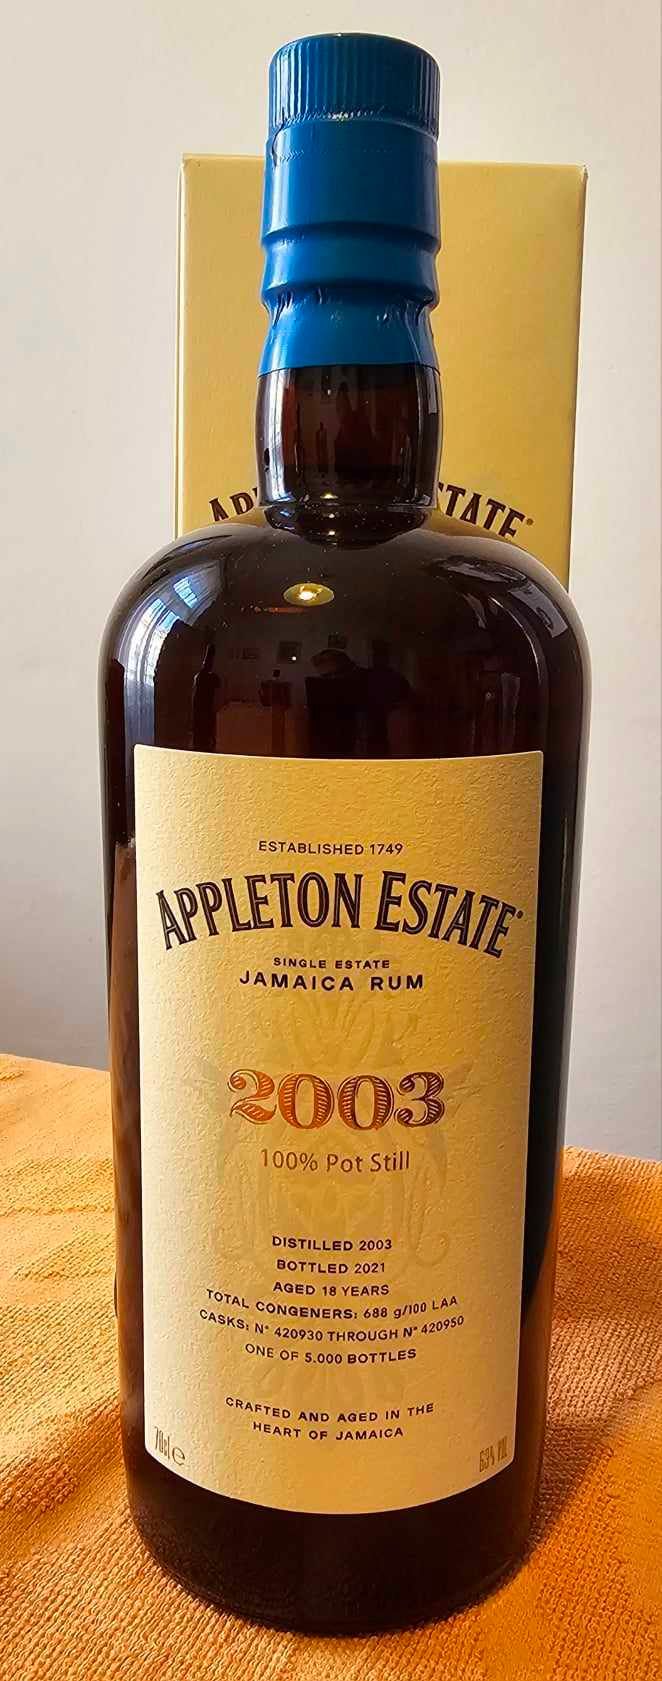 ESTABLISHED 1749
APPLETON ESTATE®
SINGLE ESTATE
JAMAICA RUM
2003
100% Pot Still
DISTILLED 2003
BOTTLED 2021
AGED 18 YEARS
TOTAL CONGENERS: 688 g/100 LAA
CASKS: N° 420930 THROUGH N° 420950
ONE OF 5.000 BOTTLES
CRAFTED AND AGED IN THE
HEART OF JAMAICA
70cl ℮
63% VOL